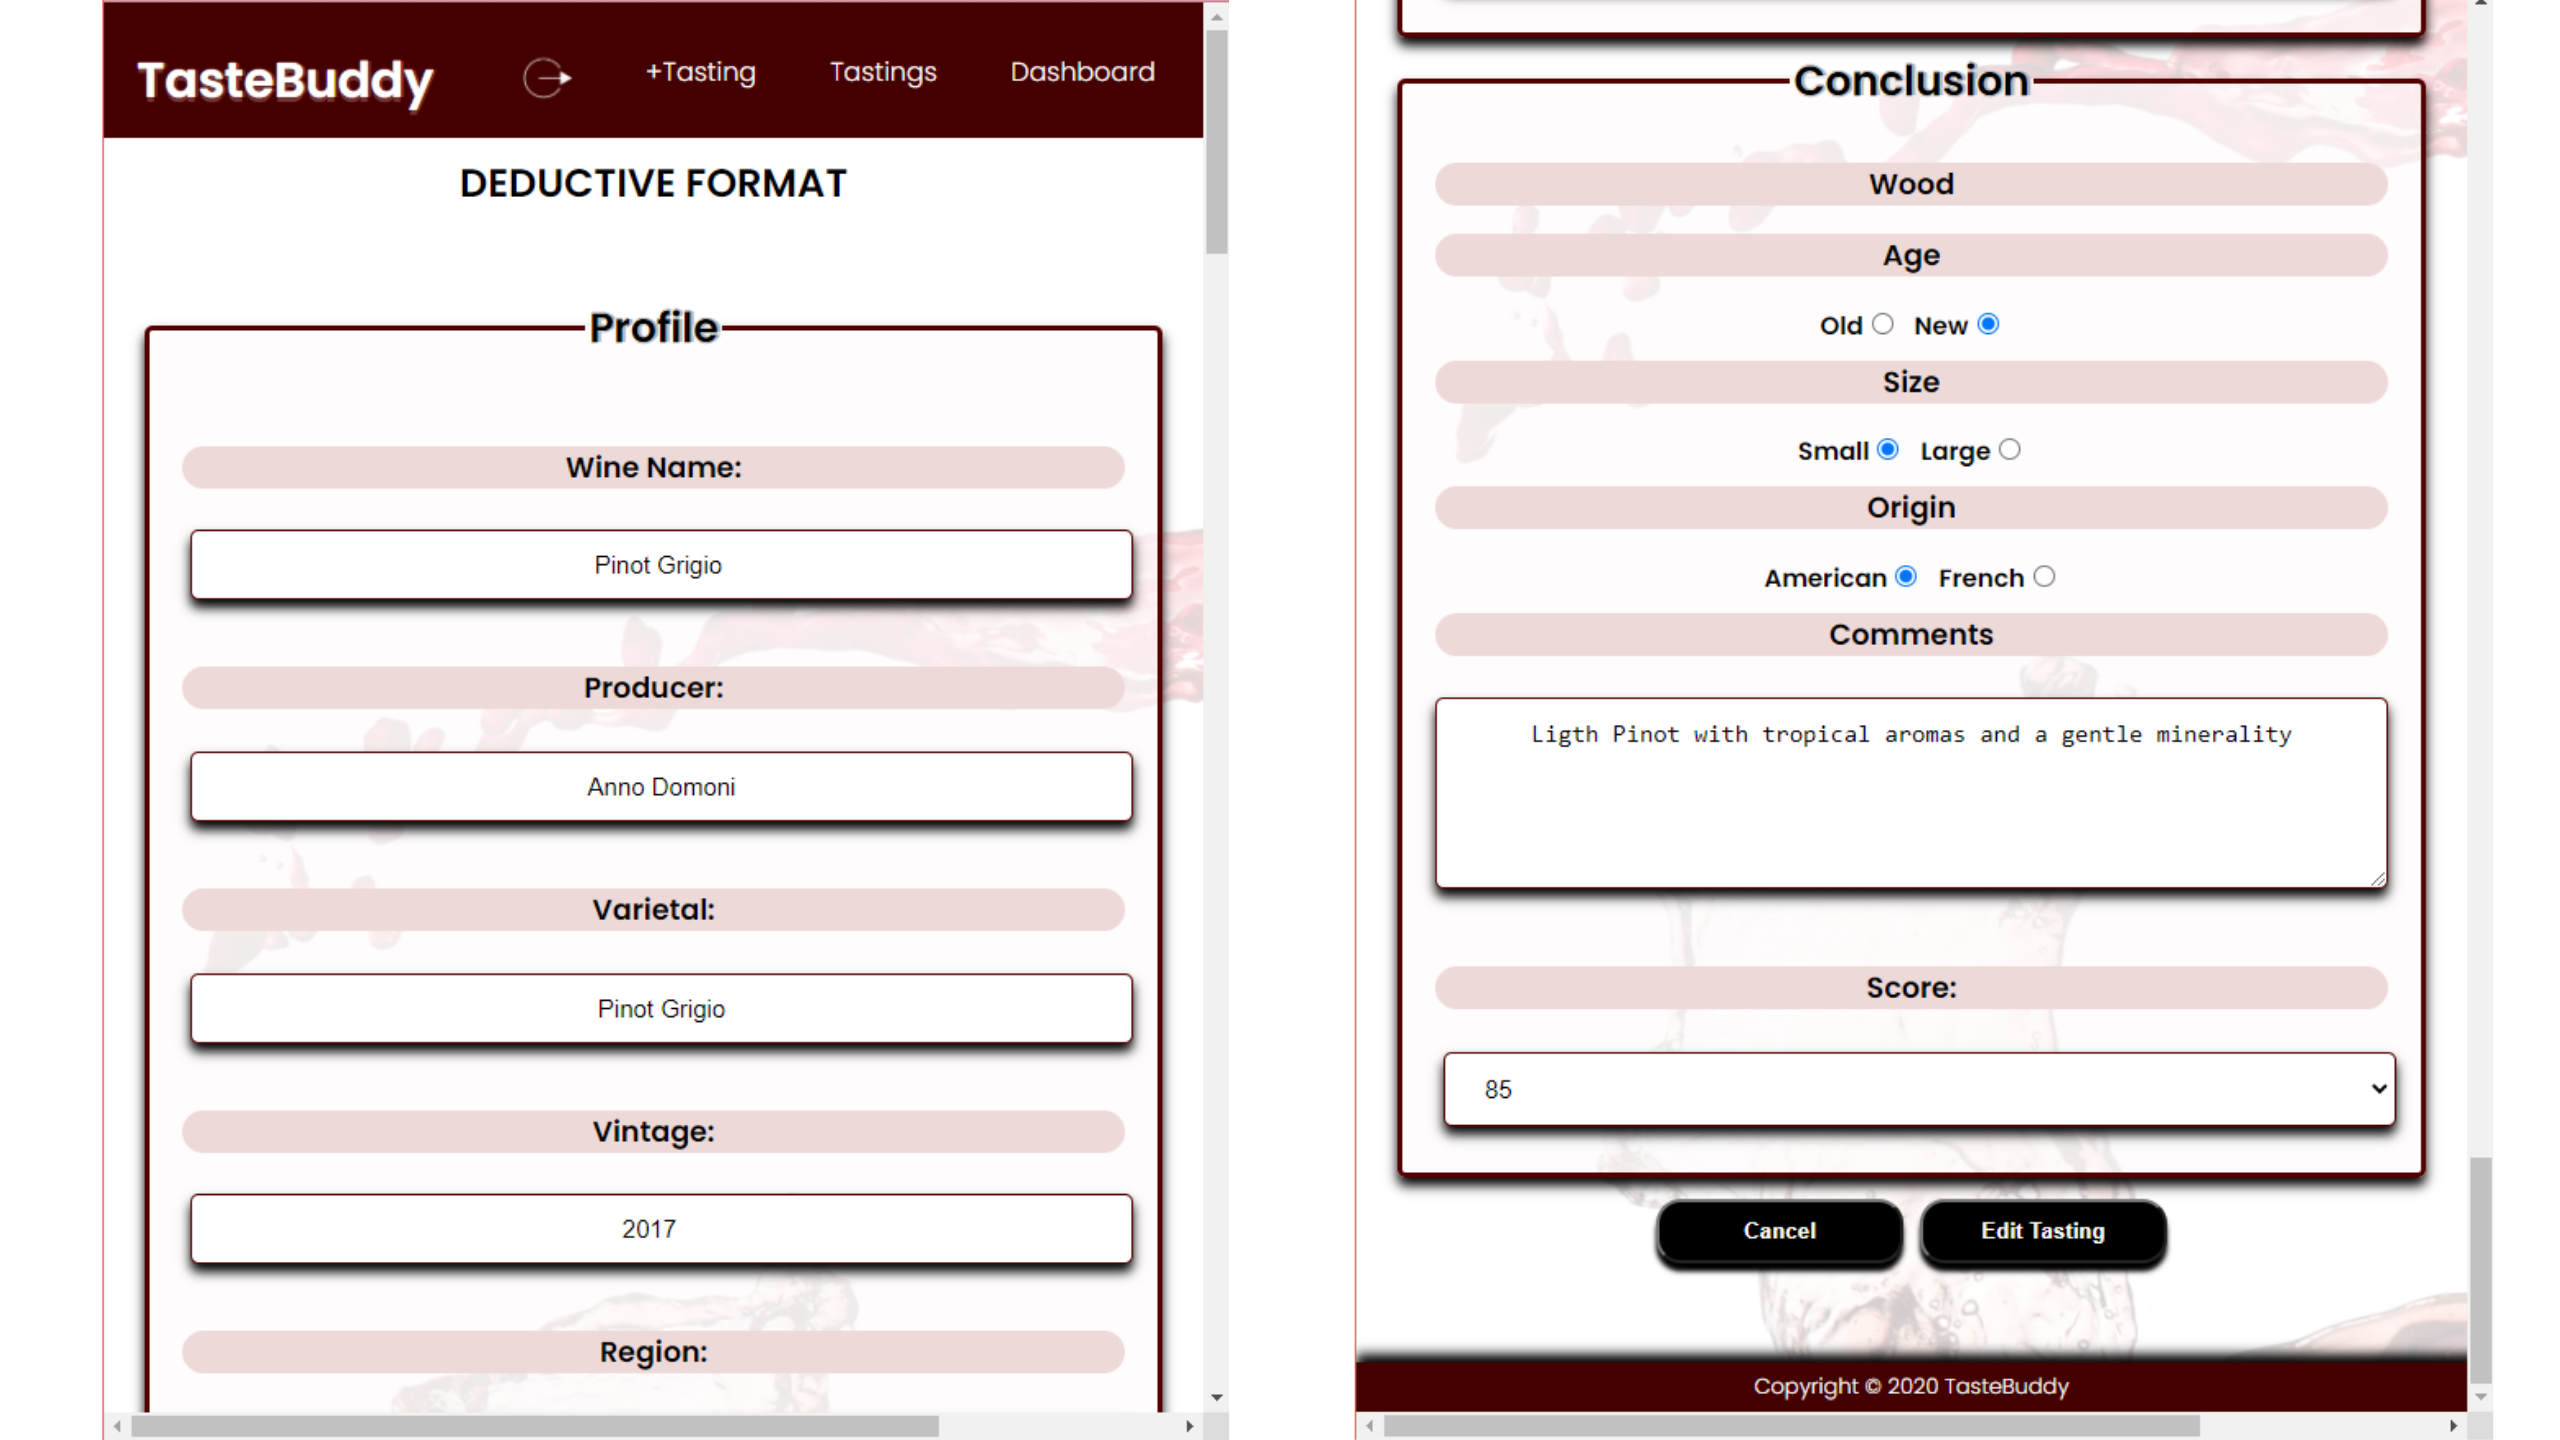 TasteBuddy
+Tasting
Tastings
Dashboard
DEDUCTIVE FORMAT
Profile
Wine Name:
Pinot Grigio
Producer:
Anno Domoni
Varietal:
Pinot Grigio
Vintage:
2017
Region:
Conclusion
Wood
Age
Old New
Size
Small Large
Origin
American French
Comments
Ligth Pinot with tropical aromas and a gentle minerality
Score:
85
Cancel
Edit Tasting
Copyright © 2020 TasteBuddy